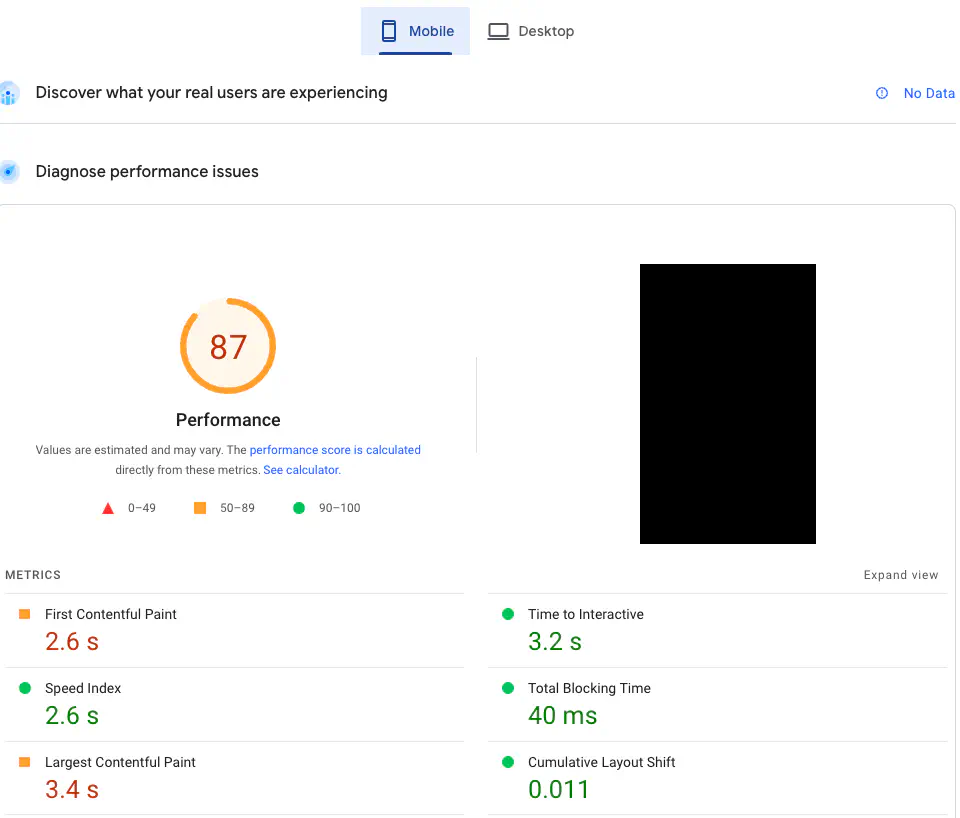 Mobile
Desktop
Discover what your real users are experiencing
No Data
Diagnose performance issues
87
Performance
Values are estimated and may vary. The performance score is calculated
directly from these metrics. See calculator.
0–49
50–89
90–100
METRICS
Expand view
First Contentful Paint
2.6 s
Time to Interactive
3.2 s
Speed Index
2.6 s
Total Blocking Time
40 ms
Largest Contentful Paint
3.4 s
Cumulative Layout Shift
0.011